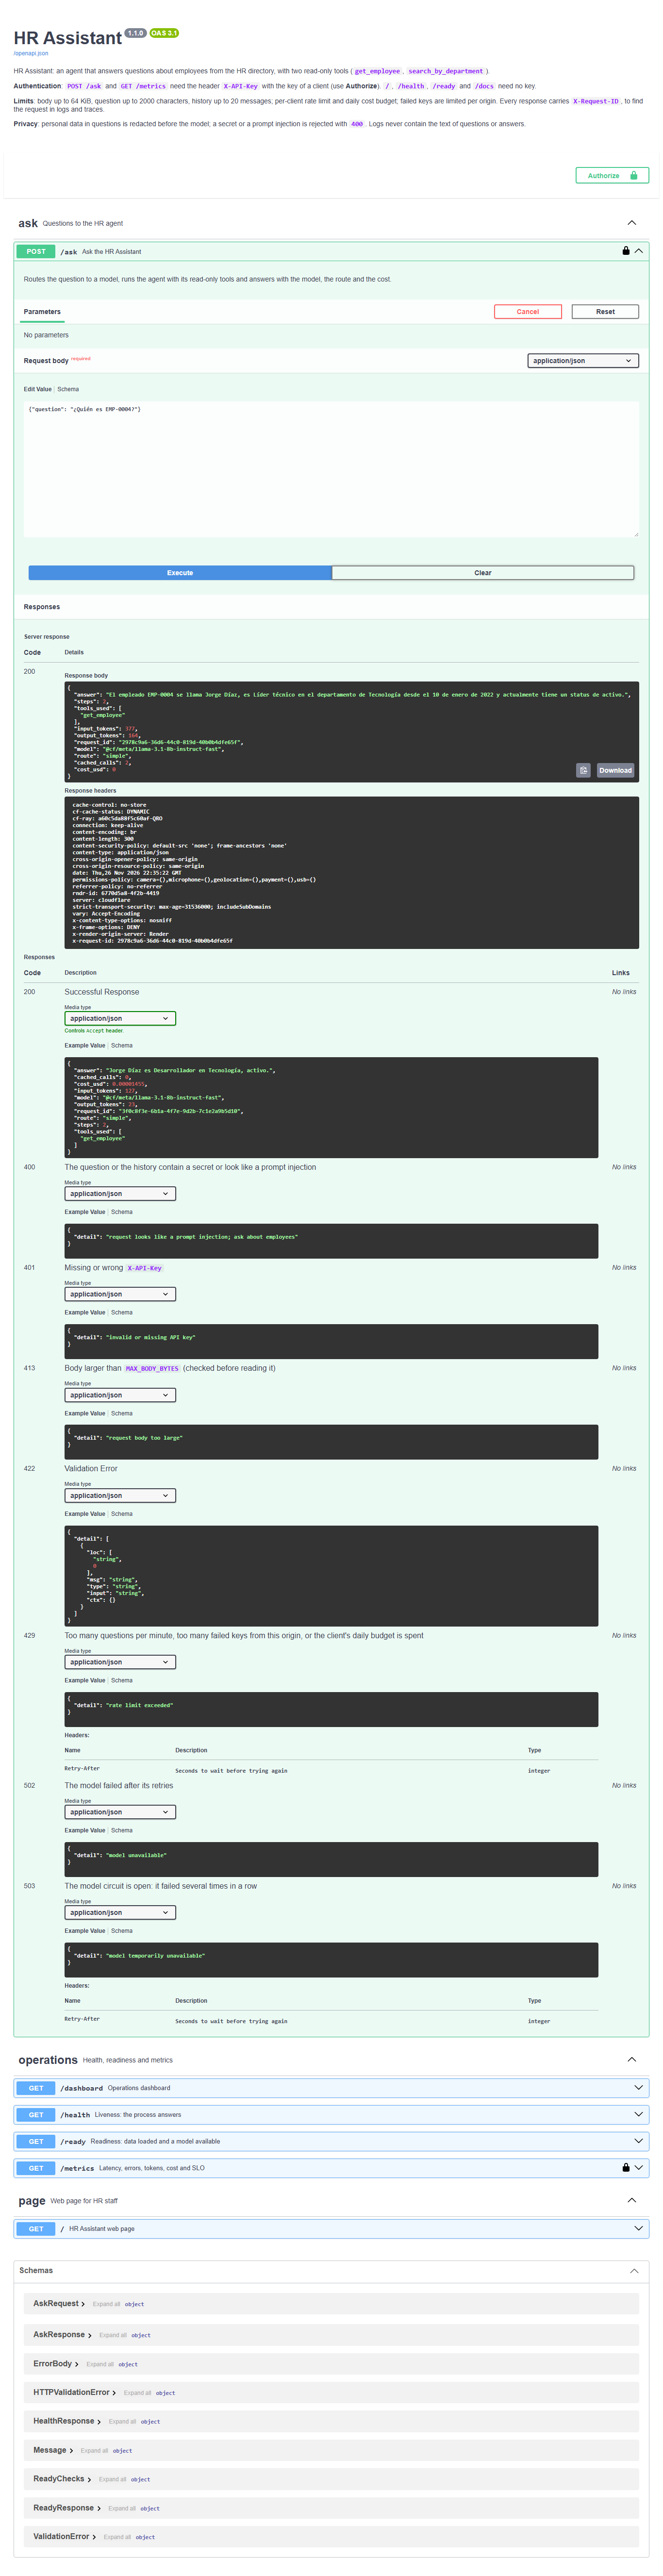 HR Assistant 1.1.0 OAS 3.1
/openapi.json
HR Assistant: an agent that answers questions about employees from the HR directory, with two read-only tools ( get_employee , search_by_department ).
Authentication: POST /ask and GET /metrics need the header X-API-Key with the key of a client (use Authorize). / , /health , /ready and /docs need no key.
Limits: body up to 64 KiB, question up to 2000 characters, history up to 20 messages; per-client rate limit and daily cost budget; failed keys are limited per origin. Every response carries X-Request-ID , to find
the request in logs and traces.
Privacy: personal data in questions is redacted before the model; a secret or a prompt injection is rejected with 400 . Logs never contain the text of questions or answers.
Authorize
ask Questions to the HR agent
POST /ask Ask the HR Assistant
Routes the question to a model, runs the agent with its read-only tools and answers with the model, the route and the cost.
Parameters Cancel Reset
No parameters
Request body required application/json
Edit Value | Schema
{"question": "¿Quién es EMP-0004?"}
Execute Clear
Responses
Server response
Code Details
200
Response body
{
"answer": "El empleado EMP-0004 se llama Jorge Díaz, es Líder técnico en el departamento de Tecnología desde el 10 de enero de 2022 y actualmente tiene un status de activo.",
"steps": 2,
"tools_used": [
"get_employee"
],
"input_tokens": 377,
"output_tokens": 164,
"request_id": "2978c9a6-36d6-44c0-819d-40b0b4dfe65f",
"model": "@cf/meta/llama-3.1-8b-instruct-fast",
"route": "simple",
"cached_calls": 2,
"cost_usd": 0
}
Download
Response headers
cache-control: no-store
cf-cache-status: DYNAMIC
cf-ray: a60c5da88f5c60af-QRO
connection: keep-alive
content-encoding: br
content-length: 300
content-security-policy: default-src 'none'; frame-ancestors 'none'
content-type: application/json
cross-origin-opener-policy: same-origin
cross-origin-resource-policy: same-origin
date: Thu,26 Nov 2026 22:35:22 GMT
permissions-policy: camera=(),microphone=(),geolocation=(),payment=(),usb=()
referrer-policy: no-referrer
rndr-id: 6770d5a8-4f2b-4419
server: cloudflare
strict-transport-security: max-age=31536000; includeSubDomains
vary: Accept-Encoding
x-content-type-options: nosniff
x-frame-options: DENY
x-render-origin-server: Render
x-request-id: 2978c9a6-36d6-44c0-819d-40b0b4dfe65f
Responses
Code Description Links
200 Successful Response No links
Media type
application/json
Controls Accept header.
Example Value | Schema
{
"answer": "Jorge Díaz es Desarrollador en Tecnología, activo.",
"cached_calls": 0,
"cost_usd": 0.00001455,
"input_tokens": 127,
"model": "@cf/meta/llama-3.1-8b-instruct-fast",
"output_tokens": 23,
"request_id": "3f0c8f3e-6b1a-4f7e-9d2b-7c1e2a9b5d10",
"route": "simple",
"steps": 2,
"tools_used": [
"get_employee"
]
}
400 The question or the history contain a secret or look like a prompt injection No links
Media type
application/json
Example Value | Schema
{
"detail": "request looks like a prompt injection; ask about employees"
}
401 Missing or wrong X-API-Key No links
Media type
application/json
Example Value | Schema
{
"detail": "invalid or missing API key"
}
413 Body larger than MAX_BODY_BYTES (checked before reading it) No links
Media type
application/json
Example Value | Schema
{
"detail": "request body too large"
}
422 Validation Error No links
Media type
application/json
Example Value | Schema
{
"detail": [
{
"loc": [
"string",
0
],
"msg": "string",
"type": "string",
"input": "string",
"ctx": {}
}
]
}
429 Too many questions per minute, too many failed keys from this origin, or the client's daily budget is spent No links
Media type
application/json
Example Value | Schema
{
"detail": "rate limit exceeded"
}
Headers:
Name Description Type
Retry-After Seconds to wait before trying again integer
502 The model failed after its retries No links
Media type
application/json
Example Value | Schema
{
"detail": "model unavailable"
}
503 The model circuit is open: it failed several times in a row No links
Media type
application/json
Example Value | Schema
{
"detail": "model temporarily unavailable"
}
Headers:
Name Description Type
Retry-After Seconds to wait before trying again integer
operations Health, readiness and metrics
GET /dashboard Operations dashboard
GET /health Liveness: the process answers
GET /ready Readiness: data loaded and a model available
GET /metrics Latency, errors, tokens, cost and SLO
page Web page for HR staff
GET / HR Assistant web page
Schemas
AskRequest Expand all object
AskResponse Expand all object
ErrorBody Expand all object
HTTPValidationError Expand all object
HealthResponse Expand all object
Message Expand all object
ReadyChecks Expand all object
ReadyResponse Expand all object
ValidationError Expand all object